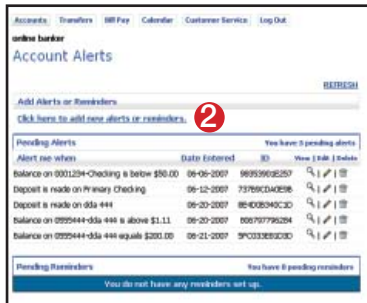 Accounts Transfers Bill Pay Calendar Customer Service Log Out
online banker
Account Alerts
REFRESH
Add Alerts or Reminders
Click here to add new alerts or reminders. 2
Pending Alerts You have 5 pending alerts
Alert me when Date Entered ID View | Edit | Delete
Balance on 0001234-Checking is below $50.00 06-06-2007
Deposit is made on Primary Checking 06-12-2007
Deposit is made on dda 444 06-20-2007
Balance on 0555444-dda 444 is above $1.11 06-20-2007
Balance on 0555444-dda 444 equals $200.00 06-21-2007
Pending Reminders You have 0 pending reminders
You do not have any reminders set up.